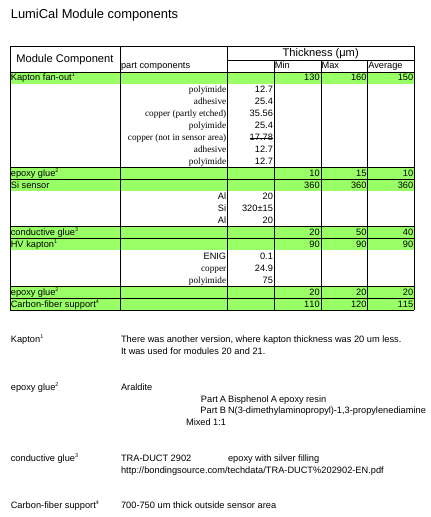 LumiCal Module components
Module Component part components Thickness (µm)
Min Max Average
Kapton fan-out¹ 130 160 150
polyimide 12.7
adhesive 25.4
copper (partly etched) 35.56
polyimide 25.4
copper (not in sensor area) 17.78
adhesive 12.7
polyimide 12.7
epoxy glue² 10 15 10
Si sensor 360 360 360
Al 20
Si 320±15
Al 20
conductive glue³ 20 50 40
HV kapton¹ 90 90 90
ENIG 0.1
copper 24.9
polyimide 75
epoxy glue² 20 20 20
Carbon-fiber support⁴ 110 120 115
Kapton¹ There was another version, where kapton thickness was 20 um less.
It was used for modules 20 and 21.
epoxy glue² Araldite
Part A Bisphenol A epoxy resin
Part B N(3-dimethylaminopropyl)-1,3-propylenediamine
Mixed 1:1
conductive glue³ TRA-DUCT 2902 epoxy with silver filling
http://bondingsource.com/techdata/TRA-DUCT%202902-EN.pdf
Carbon-fiber support⁴ 700-750 um thick outside sensor area